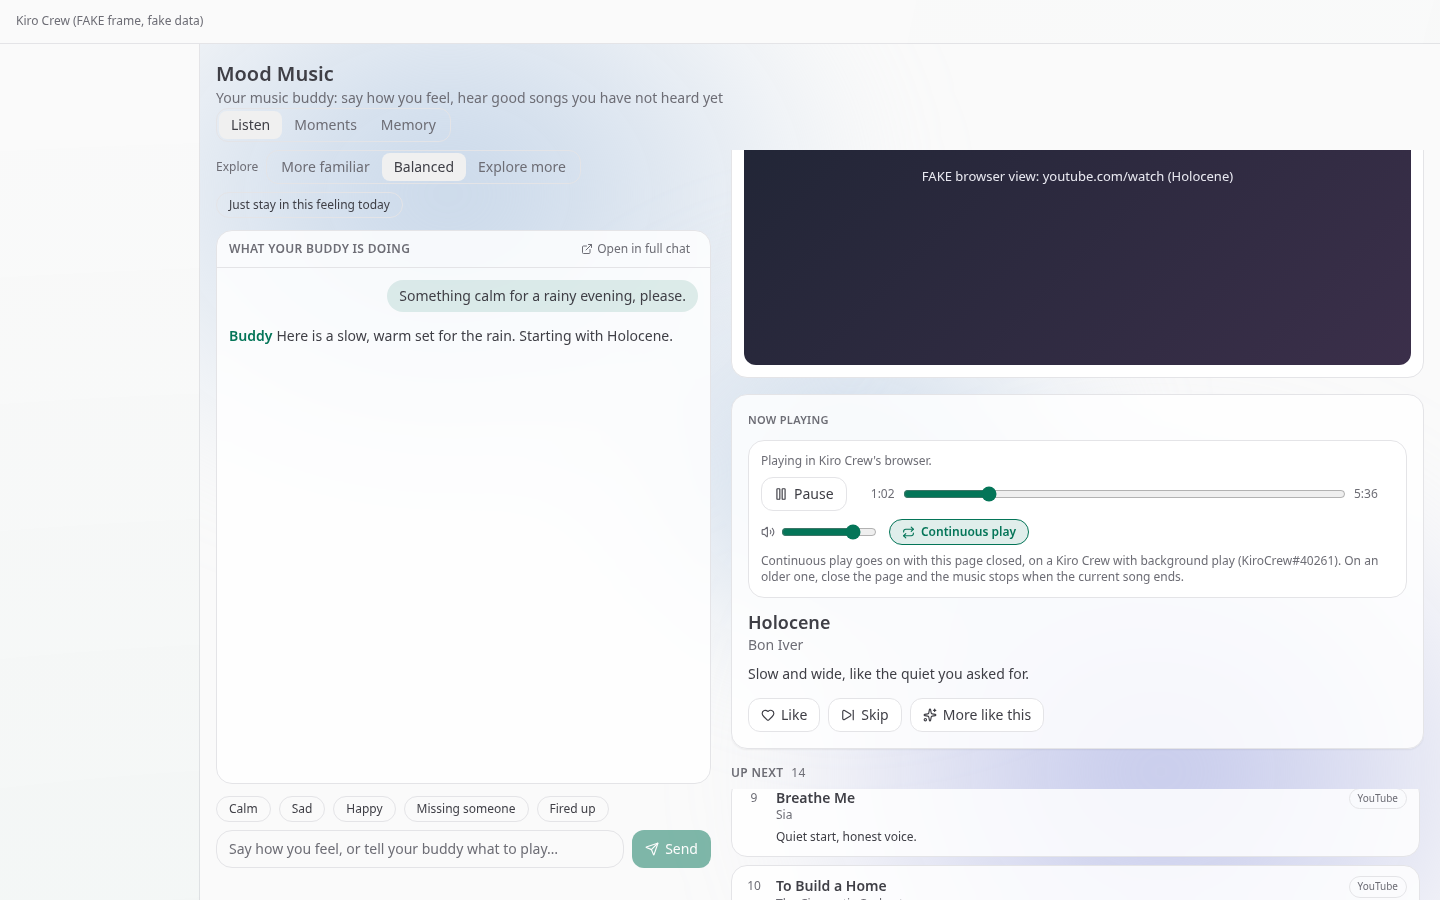 Kiro Crew (FAKE frame, fake data)
Mood Music
Your music buddy: say how you feel, hear good songs you have not heard yet
Listen Moments Memory
Explore More familiar Balanced Explore more
Just stay in this feeling today
WHAT YOUR BUDDY IS DOING Open in full chat
Something calm for a rainy evening, please.
Buddy Here is a slow, warm set for the rain. Starting with Holocene.
Calm Sad Happy Missing someone Fired up
Say how you feel, or tell your buddy what to play...
Send
FAKE browser view: youtube.com/watch (Holocene)
NOW PLAYING
Playing in Kiro Crew's browser.
Pause 1:02 5:36
Continuous play
Continuous play goes on with this page closed, on a Kiro Crew with background play (KiroCrew#40261). On an
older one, close the page and the music stops when the current song ends.
Holocene
Bon Iver
Slow and wide, like the quiet you asked for.
Like Skip More like this
UP NEXT 14
9 Breathe Me YouTube
Sia
Quiet start, honest voice.
10 To Build a Home YouTube